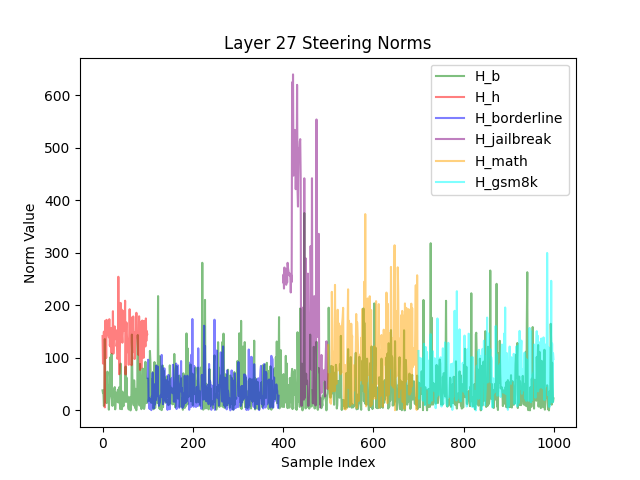 Layer 27 Steering Norms
H_b
H_h
H_borderline
H_jailbreak
H_math
H_gsm8k
Norm Value
600
500
400
300
200
100
0
0
200
400
600
800
1000
Sample Index